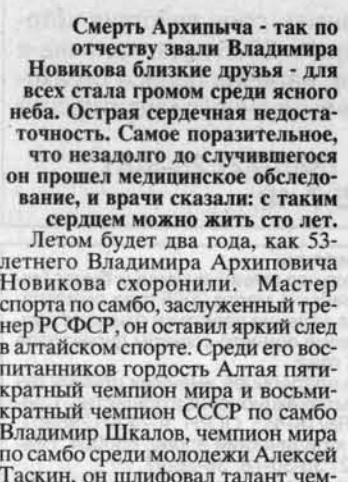 Смерть Архипыча - так по
отчеству звали Владимира
Новикова близкие друзья - для
всех стала громом среди ясного
неба. Острая сердечная недоста-
точность. Самое поразительное,
что незадолго до случившегося
он прошел медицинское обследо-
вание, и врачи сказали: с таким
сердцем можно жить сто лет.
Летом будет два года, как 53-
летнего Владимира Архиповича
Новикова схоронили. Мастер
спорта по самбо, заслуженный тре-
нер РСФСР, он оставил яркий след
в алтайском спорте. Среди его вос-
питанников гордость Алтая пяти-
кратный чемпион мира и восьми-
кратный чемпион СССР по самбо
Владимир Шкалов, чемпион мира
по самбо среди молодежи Алексей
Таскин, он шлифовал талант чем-